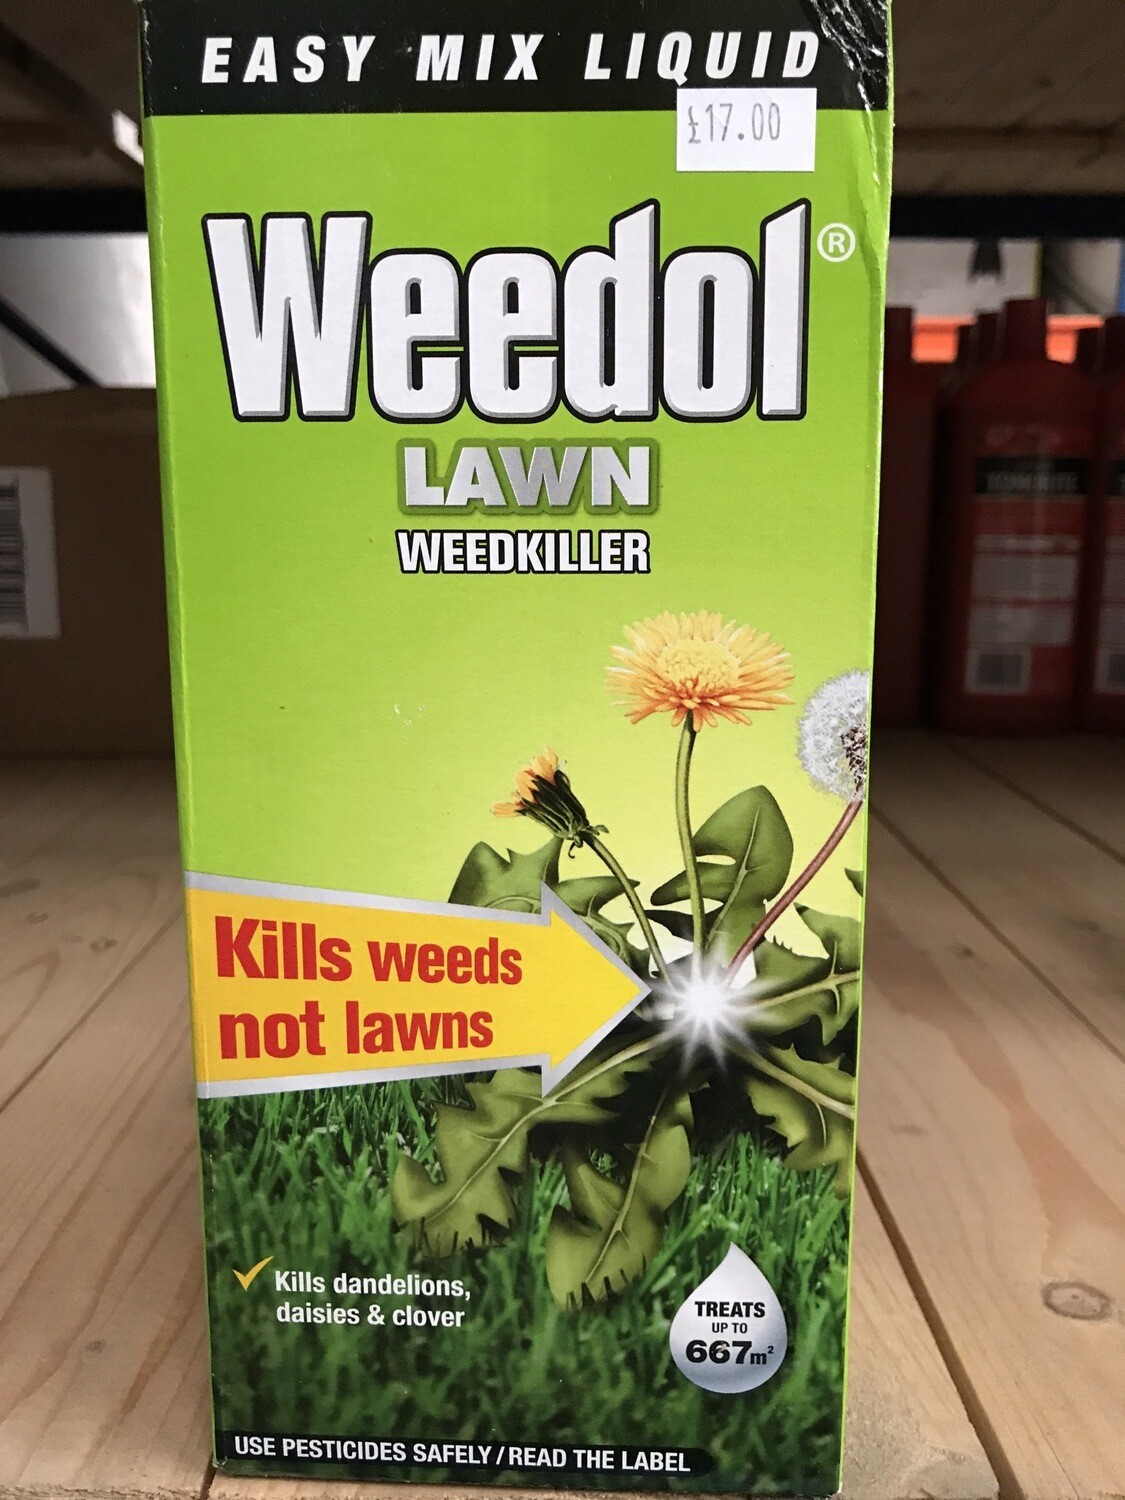 EASY MIX LIQUID
£17.00
Weedol®
LAWN
WEEDKILLER
Kills weeds
not lawns
Kills dandelions,
daisies & clover
TREATS
UP TO
667m²
USE PESTICIDES SAFELY/READ THE LABEL
TOMORITE